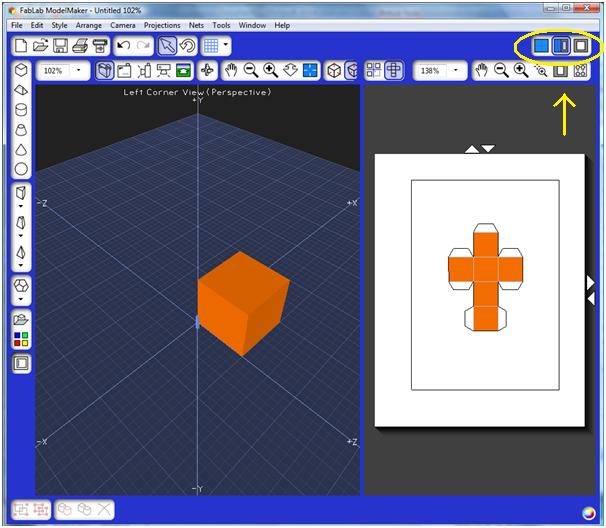 FabLab ModelMaker - Untitled 102%
File Edit Style Arrange Camera Projections Nets Window Help
102%
138%
Left Corner View (Perspective)
+Y
-Z
+X
-X
+Z
-Y